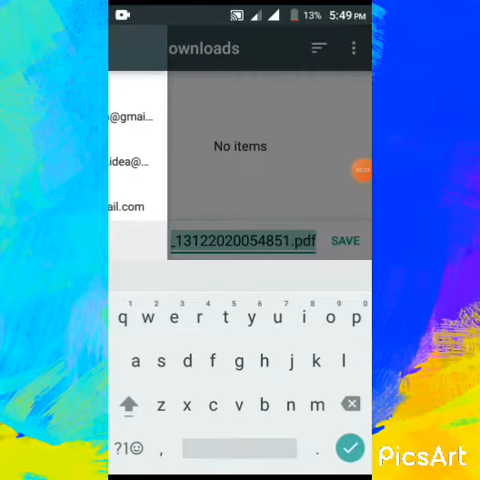 13%
5:49 PM
ownloads
@gmai...
No items
idea@...
ail.com
_13122020054851.pdf
SAVE
1 2 3 4 5 6 7 8 9 0
q w e r t y u i o p
a s d f g h j k l
z x c v b n m
?1☺ , .
PicsArt